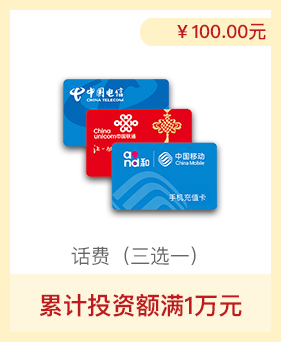 ￥100.00元
中国电信
CHINA TELECOM
China
unicom中国联通
and和
中国移动
China Mobile
手机充值卡
话费（三选一）
累计投资额满1万元